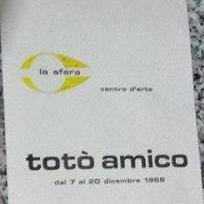 la sfera
centro d'arte
totò amico
dal 7 al 20 dicembre 1968